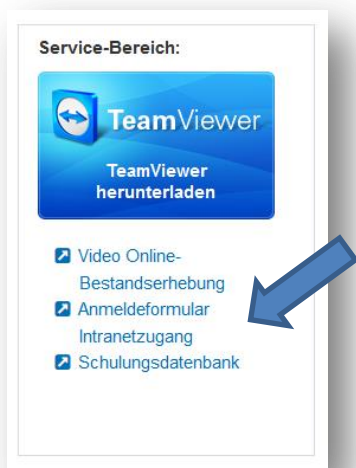 Service-Bereich:
TeamViewer
TeamViewer
herunterladen
Video Online-
Bestandserhebung
Anmeldeformular
Intranetzugang
Schulungsdatenbank